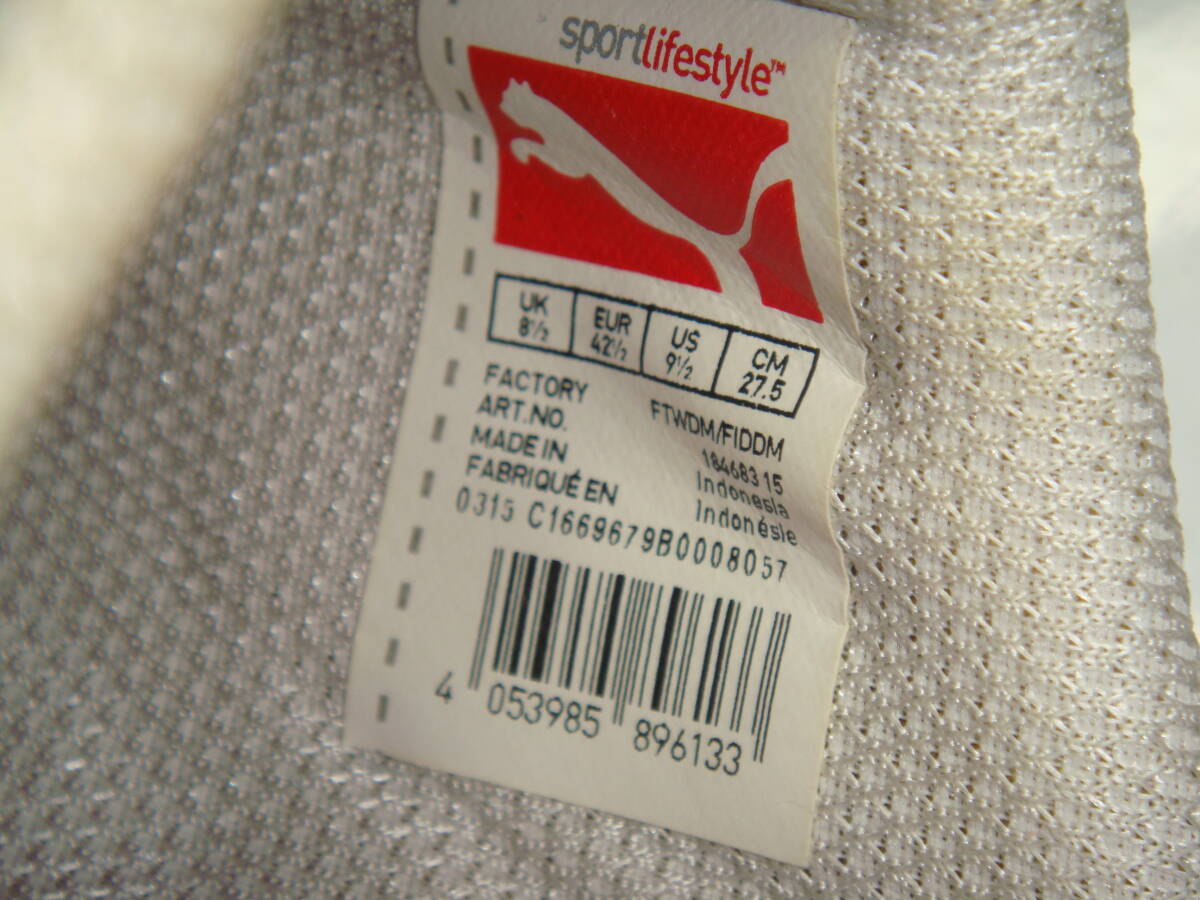 sportlifestyle™
UK EUR US CM
8½ 42½ 9½ 27.5
FACTORY FTWDM/FIDDM
ART.NO. 184683 15
MADE IN Indonesia
FABRIQUÉ EN Indonésie
0315 C1669679B0008057
4 053985 896133